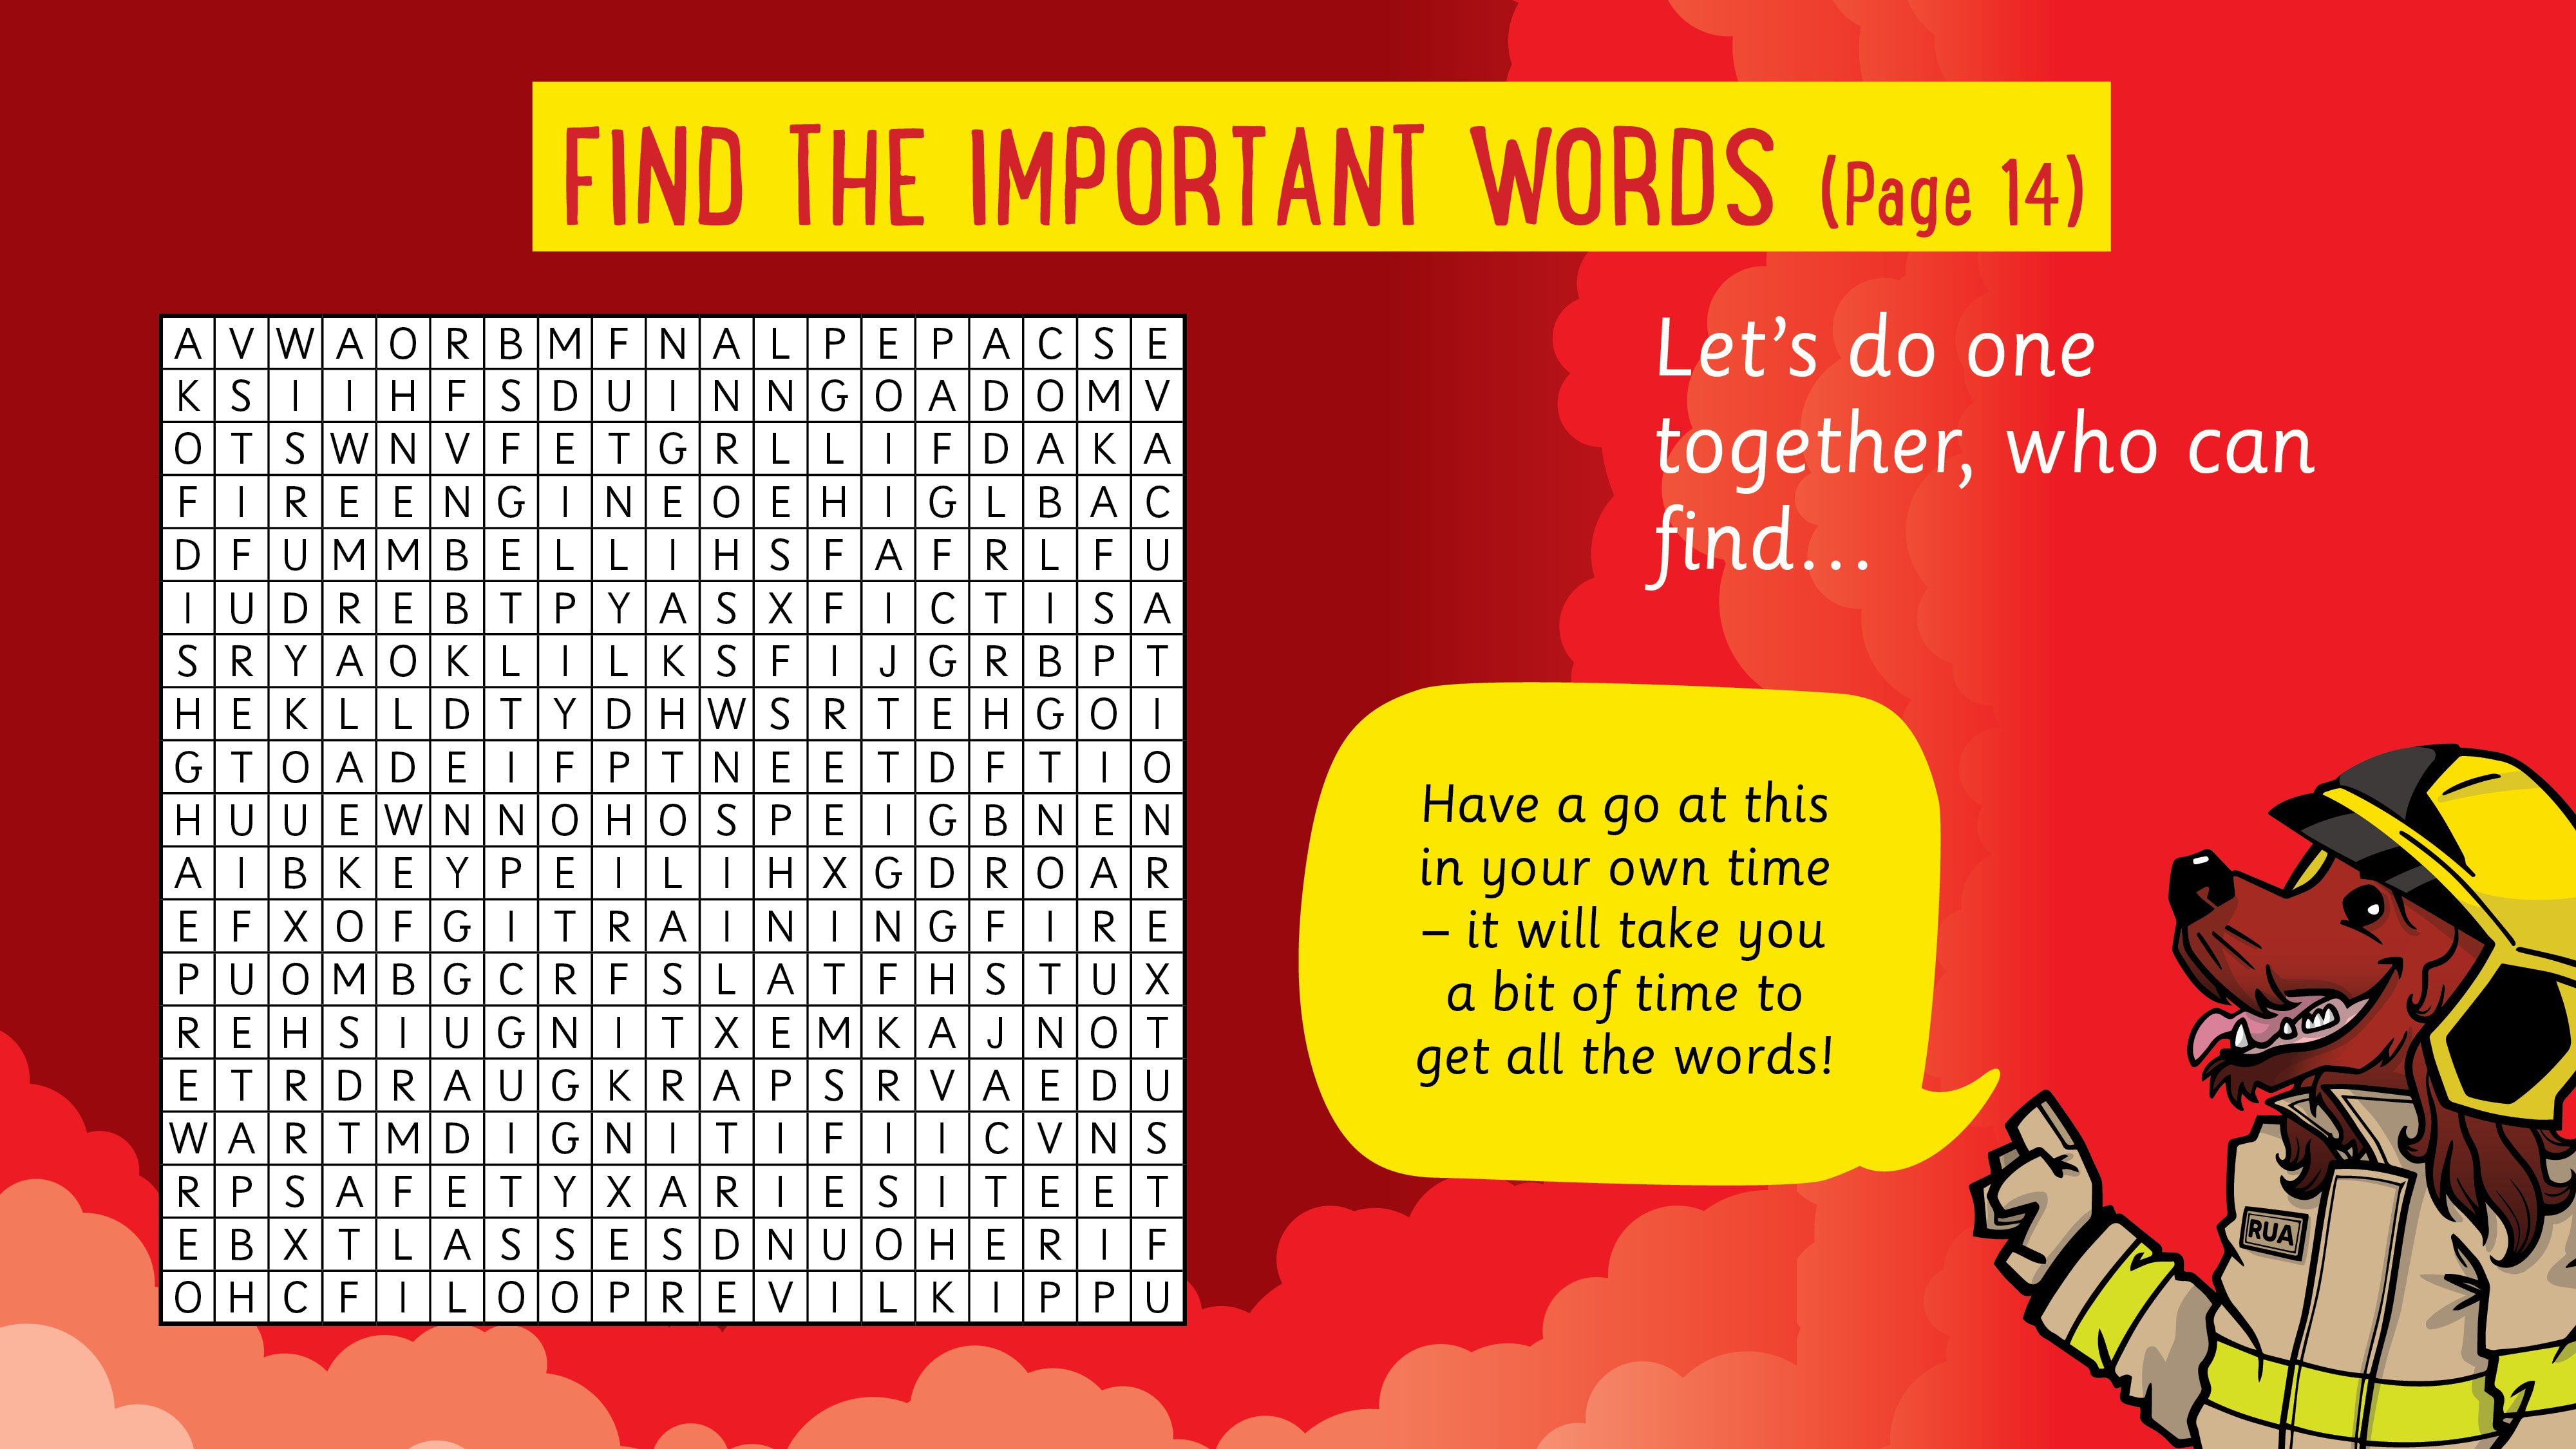 FIND THE IMPORTANT WORDS (Page 14)
A V W A O R B M F N A L P E P A C S E
K S I I H F S D U I N N G O A D O M V
O T S W N V F E T G R L L I F D A K A
F I R E E N G I N E O E H I G L B A C
D F U M M B E L L I H S F A F R L F U
I U D R E B T P Y A S X F I C T I S A
S R Y A O K L I L K S F I J G R B P T
H E K L L D T Y D H W S R T E H G O I
G T O A D E I F P T N E E T D F T I O
H U U E W N N O H O S P E I G B N E N
A I B K E Y P E I L I H X G D R O A R
E F X O F G I T R A I N I N G F I R E
P U O M B G C R F S L A T F H S T U X
R E H S I U G N I T X E M K A J N O T
E T R D R A U G K R A P S R V A E D U
W A R T M D I G N I T I F I I C V N S
R P S A F E T Y X A R I E S I T E E T
E B X T L A S S E S D N U O H E R I F
O H C F I L O O P R E V I L K I P P U
Let's do one
together, who can
find...
Have a go at this
in your own time
– it will take you
a bit of time to
get all the words!
RUA